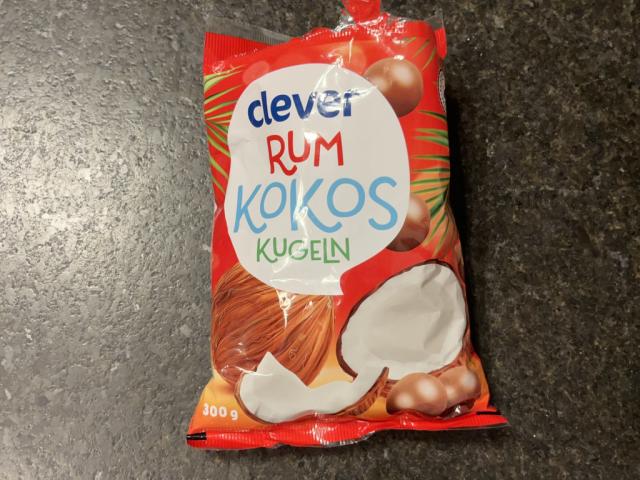 clever
RUM
KOKOS
KUGELN
300 g